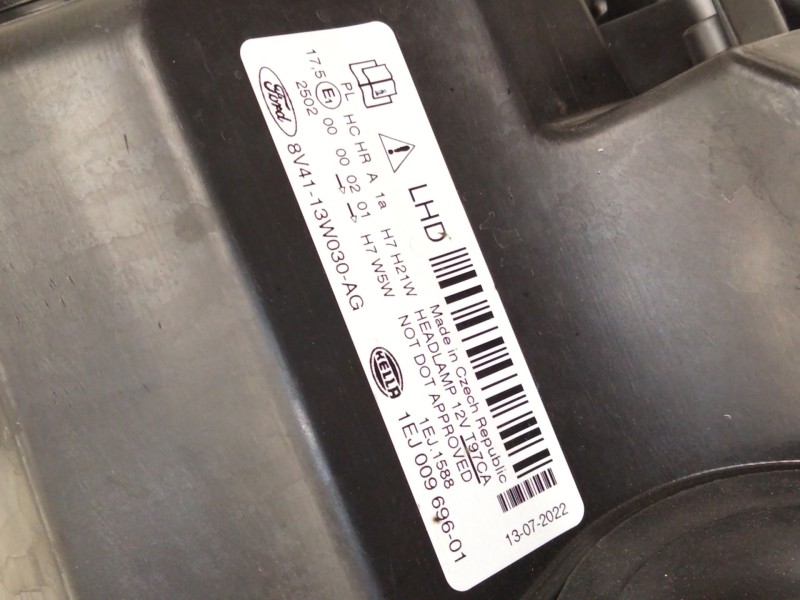 PL HC HR A 1a H7 H21W
17,5 E1 00 00 02 01 H7 W5W
2502 → →
Ford 8V41-13W030-AG
LHD
Made in Czech Republic
HEADLAMP 12V T97CA
NOT DOT APPROVED
HELLA 1EJ.1588
1EJ 009 696-01
13-07-2022